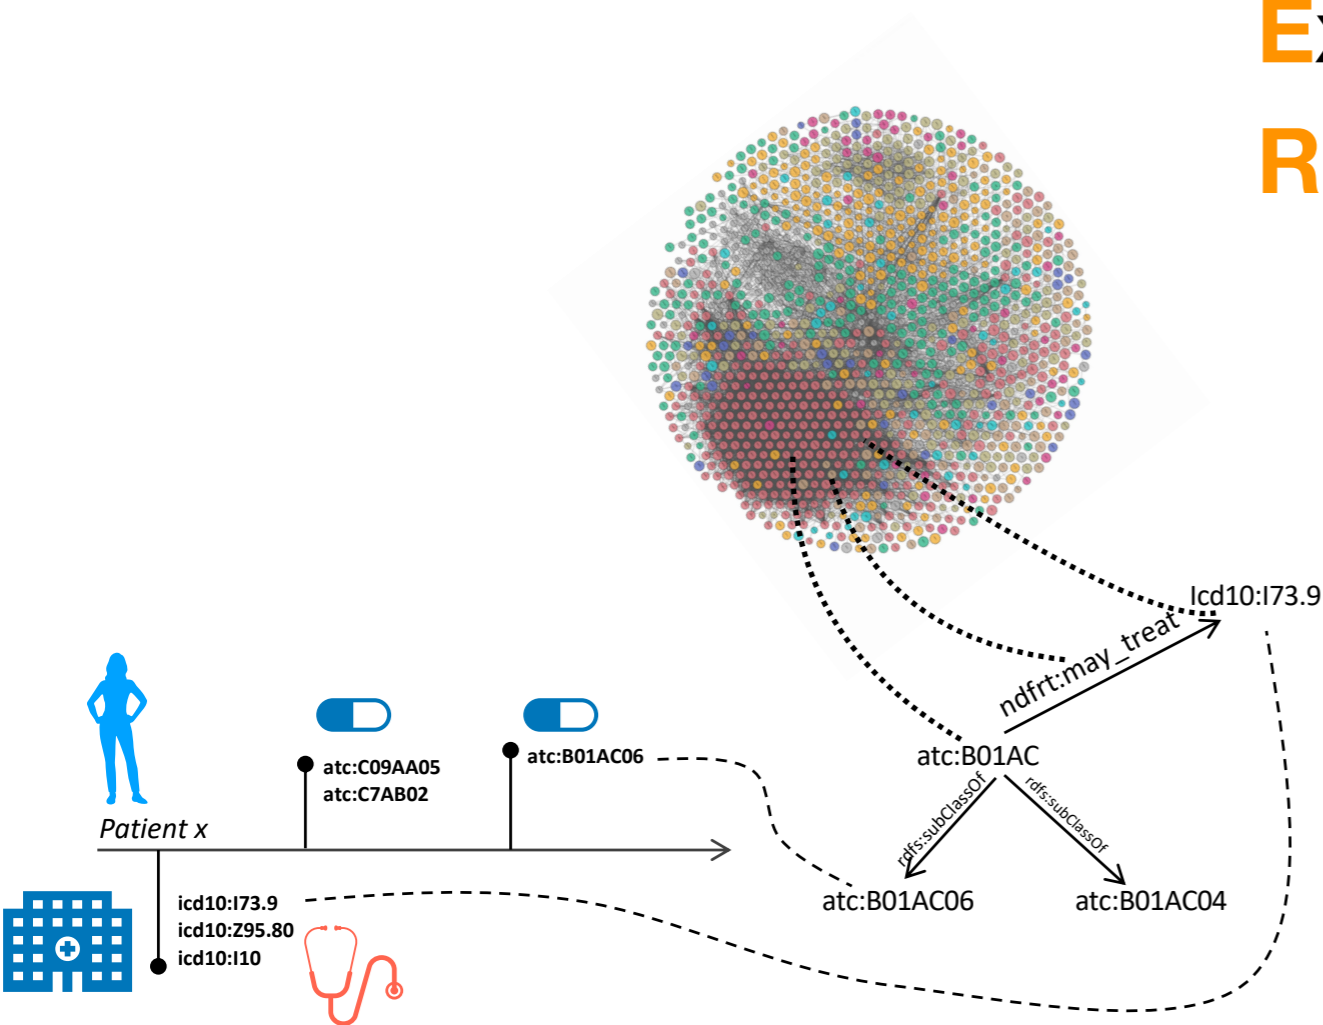 Ex
R
Icd10:I73.9
ndfrt:may_treat
atc:B01AC
rdfs:subClassOf
rdfs:subClassOf
atc:B01AC06
atc:B01AC04
atc:C09AA05
atc:C7AB02
atc:B01AC06
Patient x
icd10:I73.9
icd10:Z95.80
icd10:I10